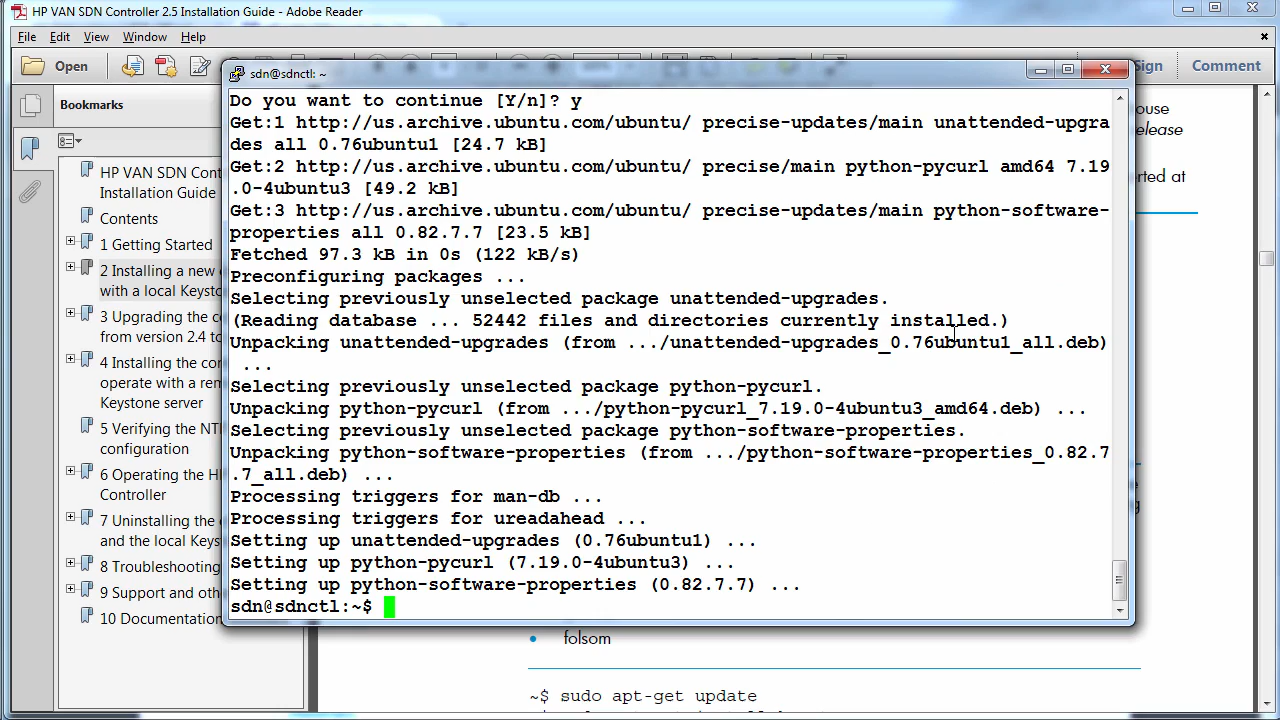 HP VAN SDN Controller 2.5 Installation Guide - Adobe Reader
File Edit View Window Help
Open
Sign
Comment
Bookmarks
HP VAN SDN Cont
Installation Guide
Contents
1 Getting Started
2 Installing a new
with a local Keyston
3 Upgrading the co
from version 2.4 to
4 Installing the con
operate with a rem
Keystone server
5 Verifying the NTP
configuration
6 Operating the HP
Controller
7 Uninstalling the
and the local Keys
8 Troubleshooting
9 Support and oth
10 Documentation
sdn@sdnctl: ~
Do you want to continue [Y/n]? y
Get:1 http://us.archive.ubuntu.com/ubuntu/ precise-updates/main unattended-upgra
des all 0.76ubuntu1 [24.7 kB]
Get:2 http://us.archive.ubuntu.com/ubuntu/ precise/main python-pycurl amd64 7.19
.0-4ubuntu3 [49.2 kB]
Get:3 http://us.archive.ubuntu.com/ubuntu/ precise-updates/main python-software-
properties all 0.82.7.7 [23.5 kB]
Fetched 97.3 kB in 0s (122 kB/s)
Preconfiguring packages ...
Selecting previously unselected package unattended-upgrades.
(Reading database ... 52442 files and directories currently installed.)
Unpacking unattended-upgrades (from .../unattended-upgrades_0.76ubuntu1_all.deb)
...
Selecting previously unselected package python-pycurl.
Unpacking python-pycurl (from .../python-pycurl_7.19.0-4ubuntu3_amd64.deb) ...
Selecting previously unselected package python-software-properties.
Unpacking python-software-properties (from .../python-software-properties_0.82.7
.7_all.deb) ...
Processing triggers for man-db ...
Processing triggers for ureadahead ...
Setting up unattended-upgrades (0.76ubuntu1) ...
Setting up python-pycurl (7.19.0-4ubuntu3) ...
Setting up python-software-properties (0.82.7.7) ...
sdn@sdnctl:~$
ouse
elease
rted at
folsom
~$ sudo apt-get update